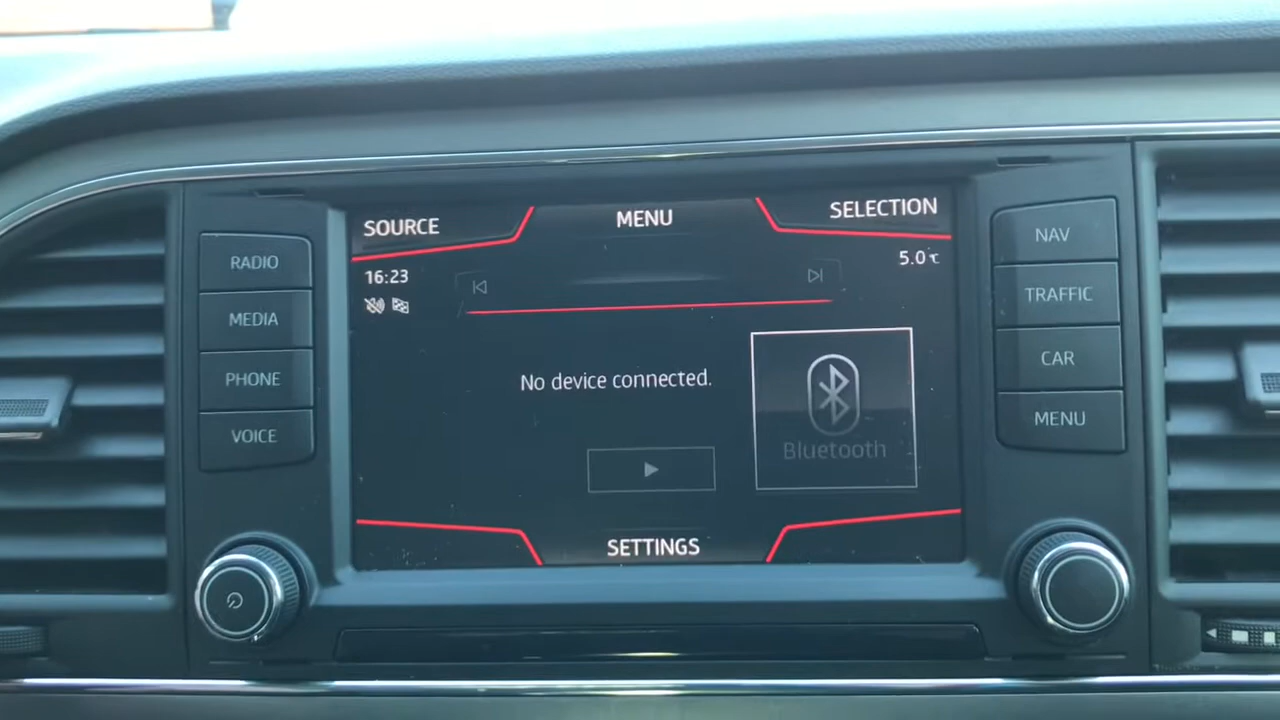 SOURCE
MENU
SELECTION
16:23
5.0°C
No device connected.
Bluetooth
SETTINGS
RADIO
MEDIA
PHONE
VOICE
NAV
TRAFFIC
CAR
MENU